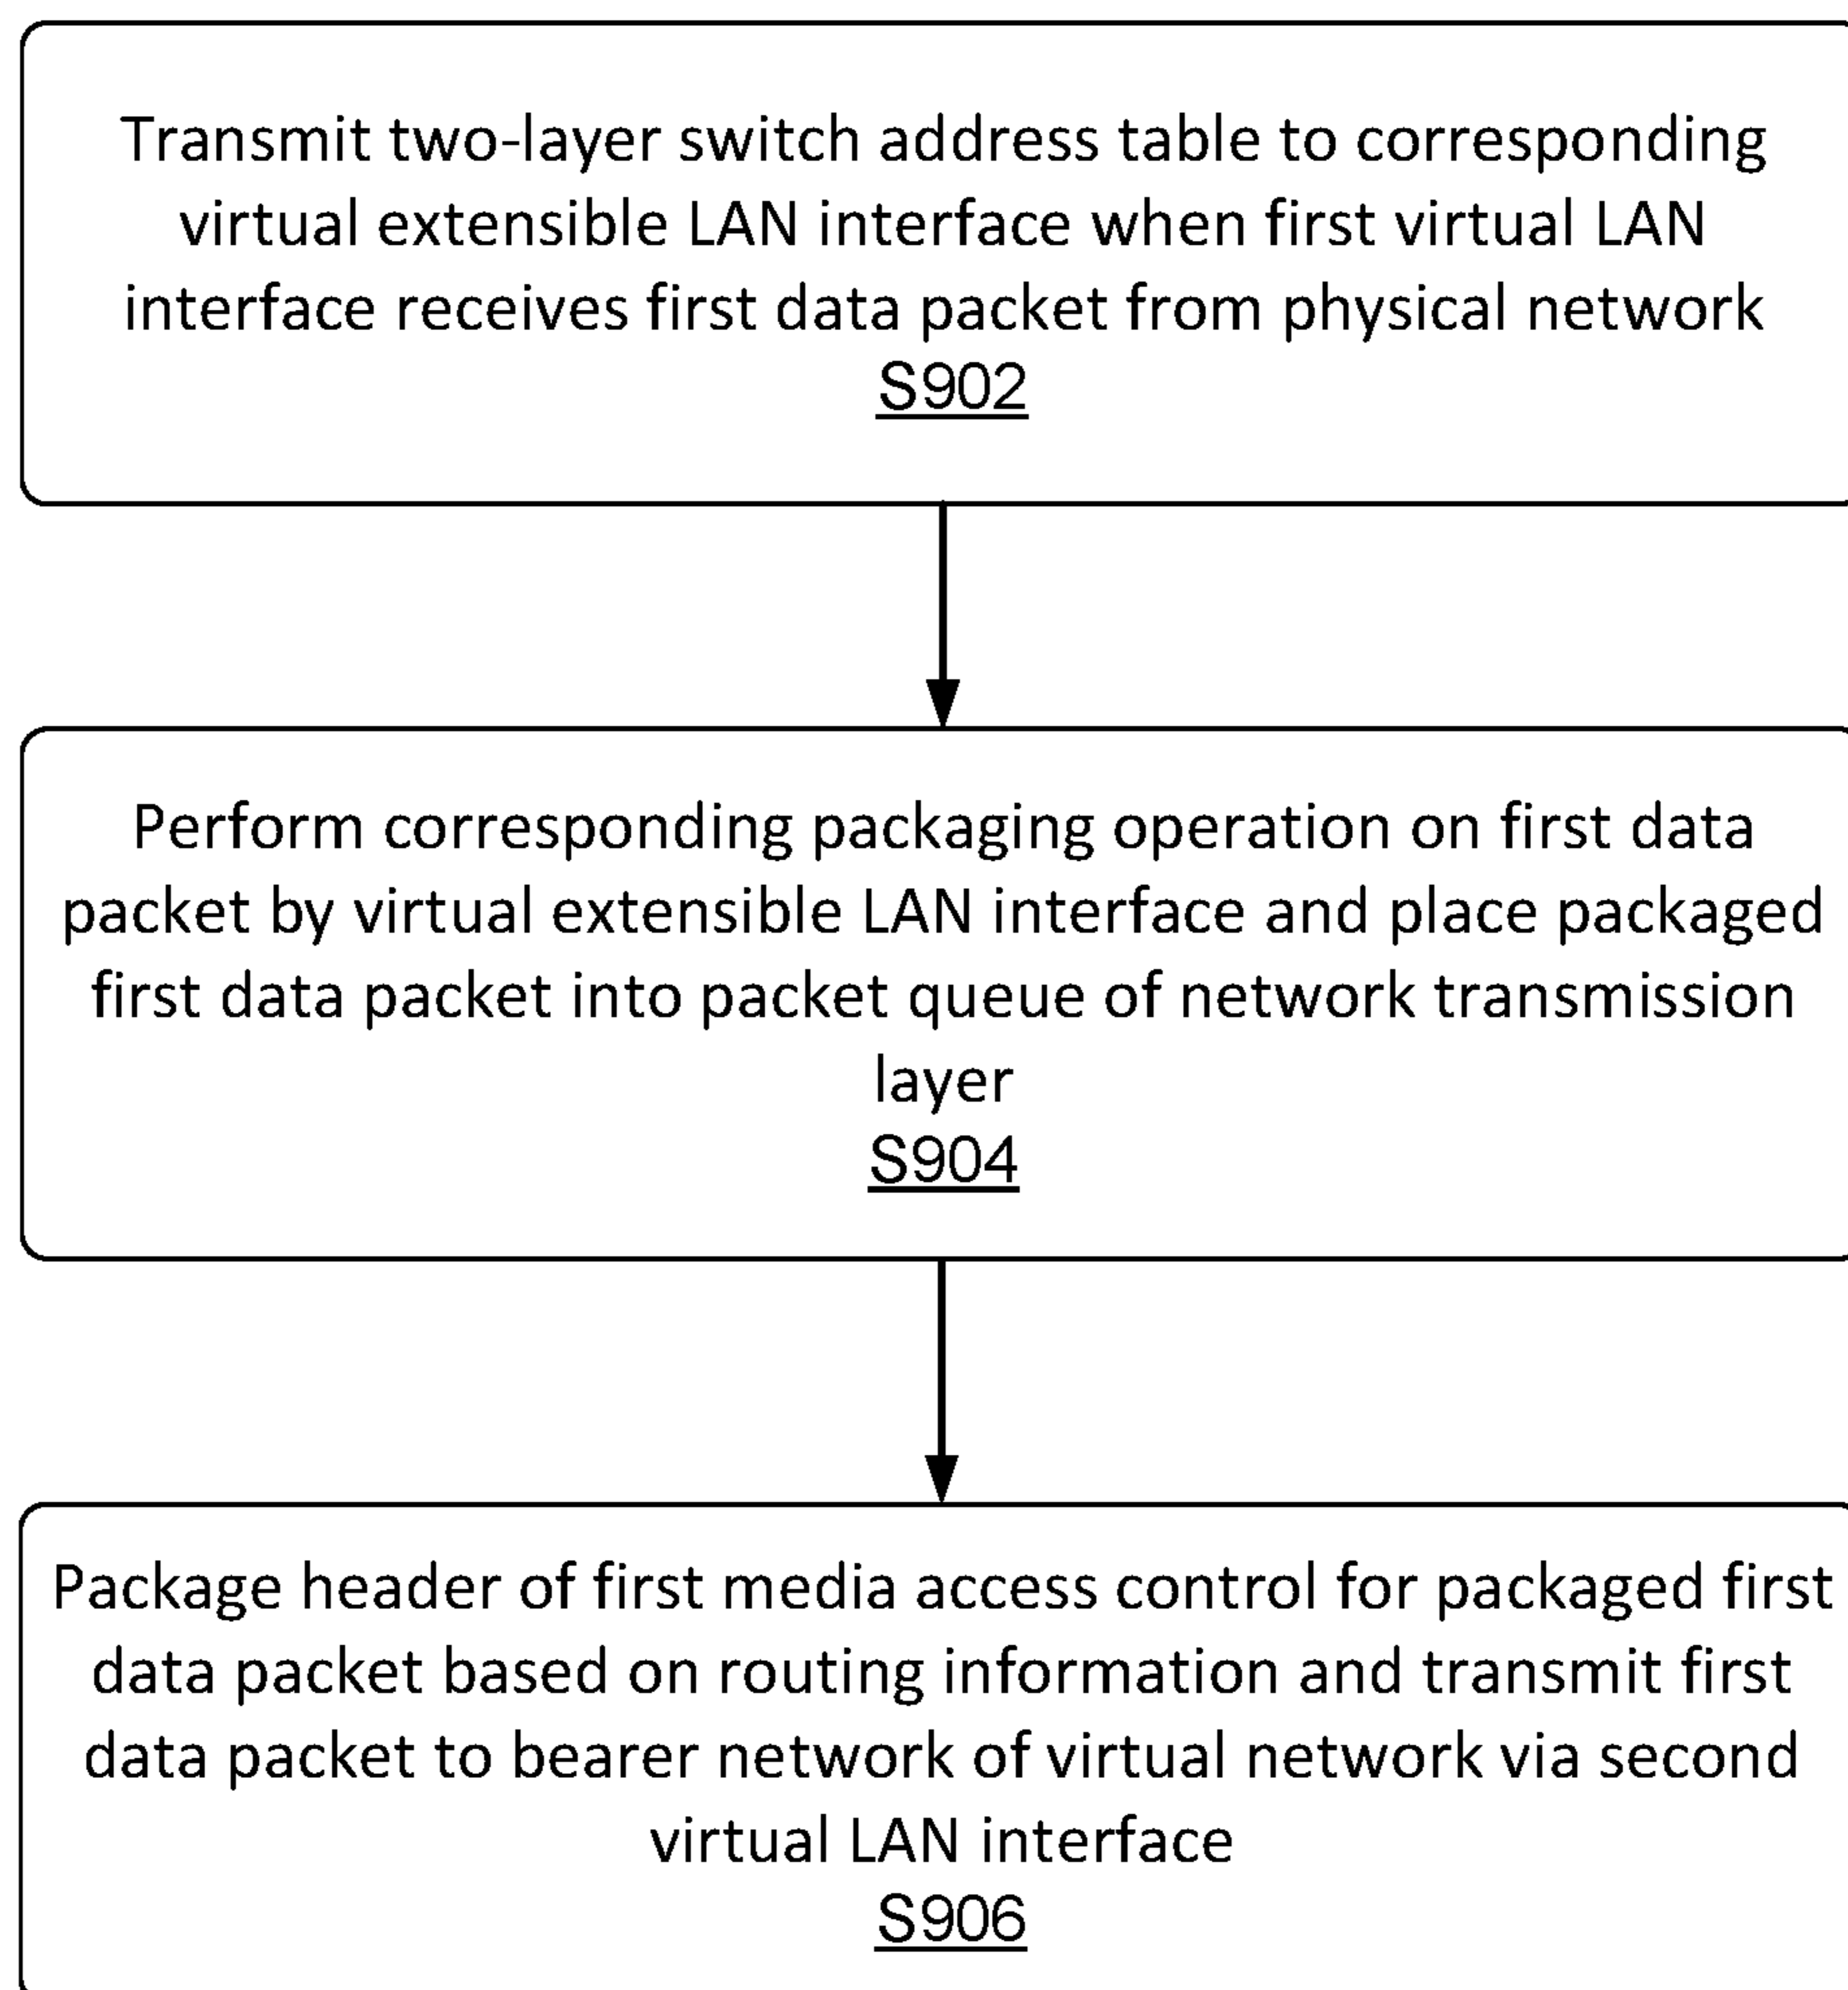 Transmit two-layer switch address table to corresponding
virtual extensible LAN interface when first virtual LAN
interface receives first data packet from physical network
S902
Perform corresponding packaging operation on first data
packet by virtual extensible LAN interface and place packaged
first data packet into packet queue of network transmission
layer
S904
Package header of first media access control for packaged first
data packet based on routing information and transmit first
data packet to bearer network of virtual network via second
virtual LAN interface
S906